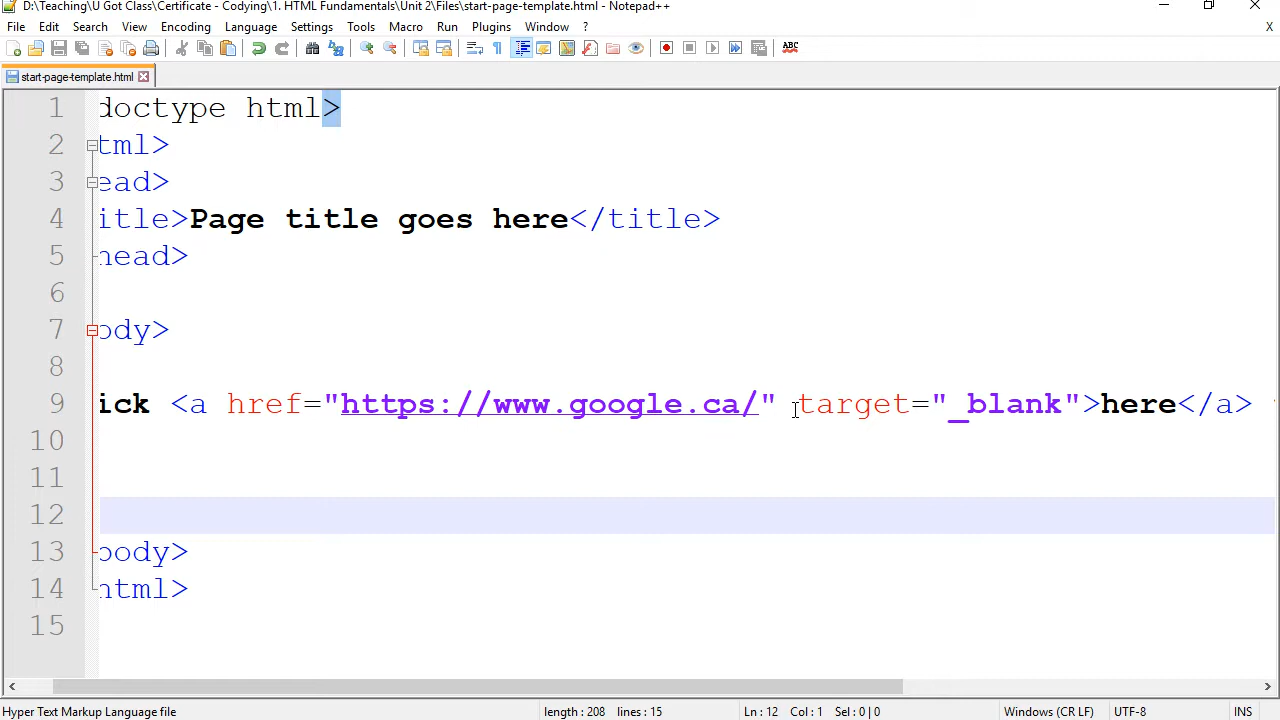 D:\Teaching\U Got Class\Certificate - Codying\1. HTML Fundamentals\Unit 2\Files\start-page-template.html - Notepad++
File Edit Search View Encoding Language Settings Tools Macro Run Plugins Window ? X
ABC
start-page-template.html
1 doctype html>
2 tml>
3 ead>
4 itle>Page title goes here</title>
5 head>
6
7 ody>
8
9 ick <a href="https://www.google.ca/" target="_blank">here</a>
10
11
12
13 body>
14 html>
15
Hyper Text Markup Language file length : 208 lines : 15 Ln : 12 Col : 1 Sel : 0 | 0 Windows (CR LF) UTF-8 INS